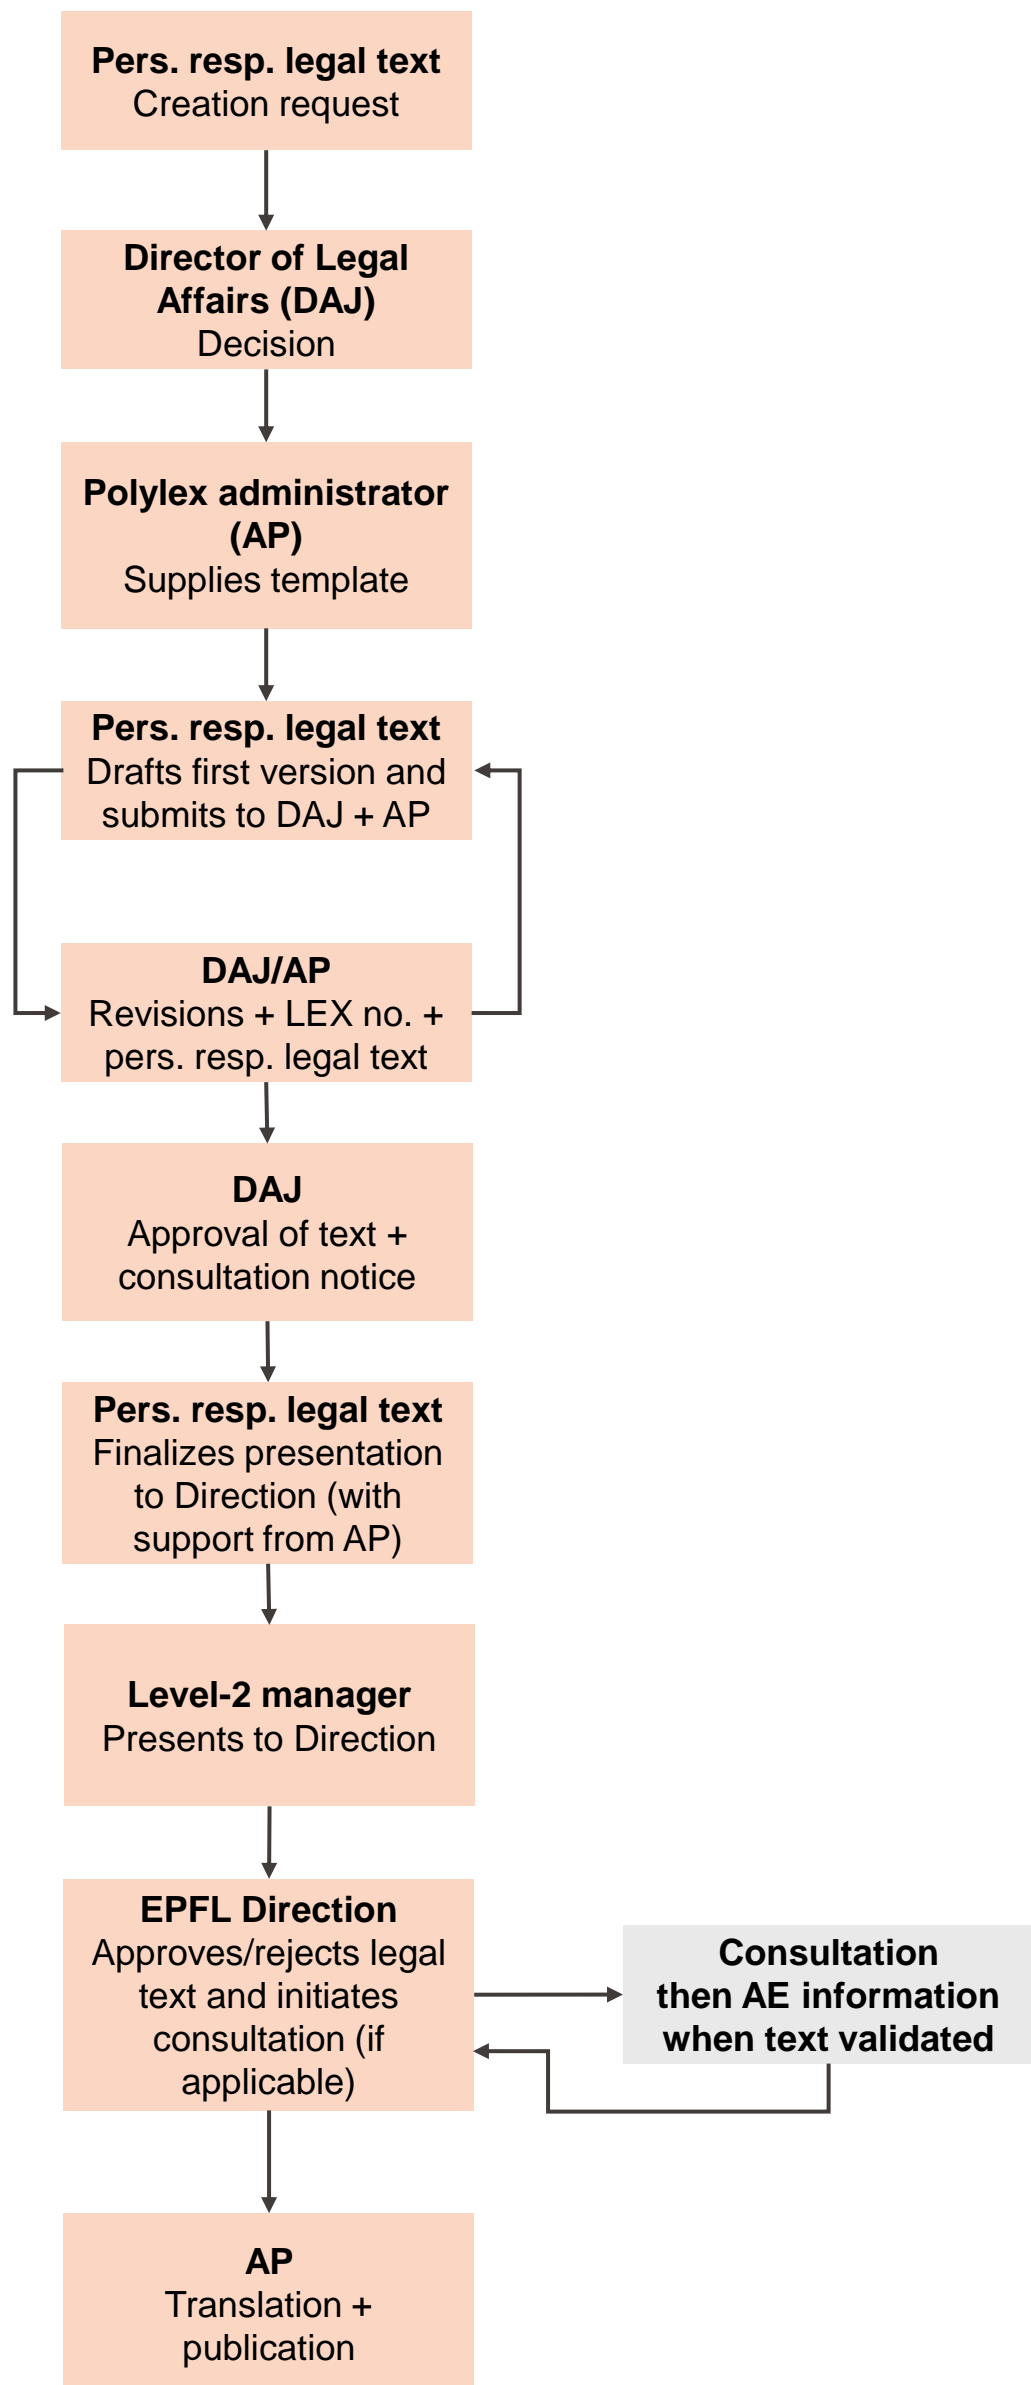 Pers. resp. legal text
Creation request
Director of Legal
Affairs (DAJ)
Decision
Polylex administrator
(AP)
Supplies template
Pers. resp. legal text
Drafts first version and
submits to DAJ + AP
DAJ/AP
Revisions + LEX no. +
pers. resp. legal text
DAJ
Approval of text +
consultation notice
Pers. resp. legal text
Finalizes presentation
to Direction (with
support from AP)
Level-2 manager
Presents to Direction
EPFL Direction
Approves/rejects legal
text and initiates
consultation (if
applicable)
Consultation
then AE information
when text validated
AP
Translation +
publication